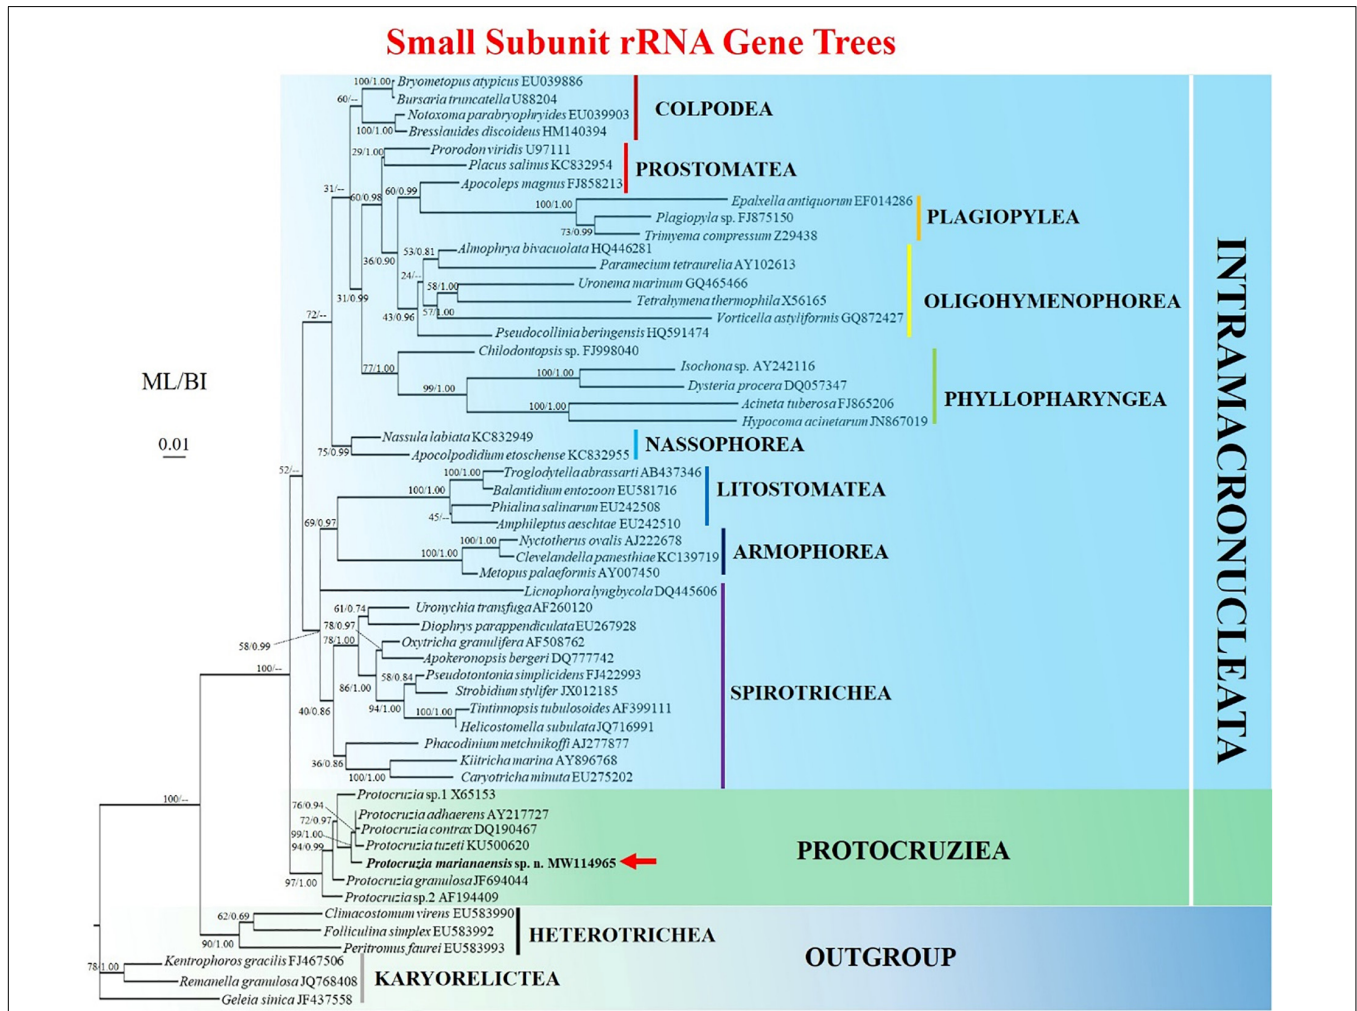 Small Subunit rRNA Gene Trees
100/1.00
Bryometopus atypicus EU039886
60/--
Bursaria truncatella U88204
Notoxoma parabryophryides EU039903
100/1.00
Bresslauides discoideus HM140394
COLPODEA
29/1.00
Prorodon viridis U97111
Placus salinus KC832954
Apocoleps magnus FJ858213
PROSTOMATEA
31/--
60/0.98
60/0.99
100/1.00
Epalxella antiquorum EF014286
Plagiopyla sp. FJ875150
73/0.99
Trimyema compressum Z29438
PLAGIOPYLEA
53/0.81
Almophrya bivacuolata HQ446281
36/0.90
Paramecium tetraurelia AY102613
24/--
58/1.00
Uronema marinum GQ465466
31/0.99
Tetrahymena thermophila X56165
57/1.00
43/0.96
Vorticella astyliformis GQ872427
Pseudocollinia beringensis HQ591474
OLIGOHYMENOPHOREA
72/--
Chilodontopsis sp. FJ998040
77/1.00
100/1.00
Isochona sp. AY242116
99/1.00
Dysteria procera DQ057347
100/1.00
Acineta tuberosa FJ865206
Hypocoma acinetarum JN867019
PHYLLOPHARYNGEA
ML/BI
0.01
Nassula labiata KC832949
75/0.99
Apocolpodidium etoschense KC832955
NASSOPHOREA
52/--
100/1.00
Troglodytella abrassarti AB437346
100/1.00
Balantidium entozoon EU581716
Phialina salinarum EU242508
45/--
Amphileptus aeschtae EU242510
LITOSTOMATEA
69/0.97
100/1.00
Nyctotherus ovalis AJ222678
100/1.00
Clevelandella panesthiae KC139719
Metopus palaeformis AY007450
ARMOPHOREA
Licnophora lyngbycola DQ445606
61/0.74
Uronychia transfuga AF260120
78/0.97
Diophrys parappendiculata EU267928
58/0.99
78/1.00
Oxytricha granulifera AF508762
Apokeronopsis bergeri DQ777742
100/--
58/0.84
Pseudotontonia simplicidens FJ422993
86/1.00
Strobidium stylifer JX012185
94/1.00
100/1.00
Tintinnopsis tubulosoides AF399111
40/0.86
Helicostomella subulata JQ716991
Phacodinium metchnikoffi AJ277877
36/0.86
Kiitricha marina AY896768
100/1.00
Caryotricha minuta EU275202
SPIROTRICHEA
INTRAMACRONUCLEATA
100/--
Protocruzia sp.1 X65153
76/0.94
Protocruzia adhaerens AY217727
72/0.97
Protocruzia contrax DQ190467
99/1.00
Protocruzia tuzeti KU500620
94/0.99
Protocruzia marianaensis sp. n. MW114965
97/1.00
Protocruzia granulosa JF694044
Protocruzia sp.2 AF194409
PROTOCRUZIEA
62/0.69
Climacostomum virens EU583990
Folliculina simplex EU583992
90/1.00
Peritromus faurei EU583993
HETEROTRICHEA
78/1.00
Kentrophoros gracilis FJ467506
Remanella granulosa JQ768408
Geleia sinica JF437558
KARYORELICTEA
OUTGROUP